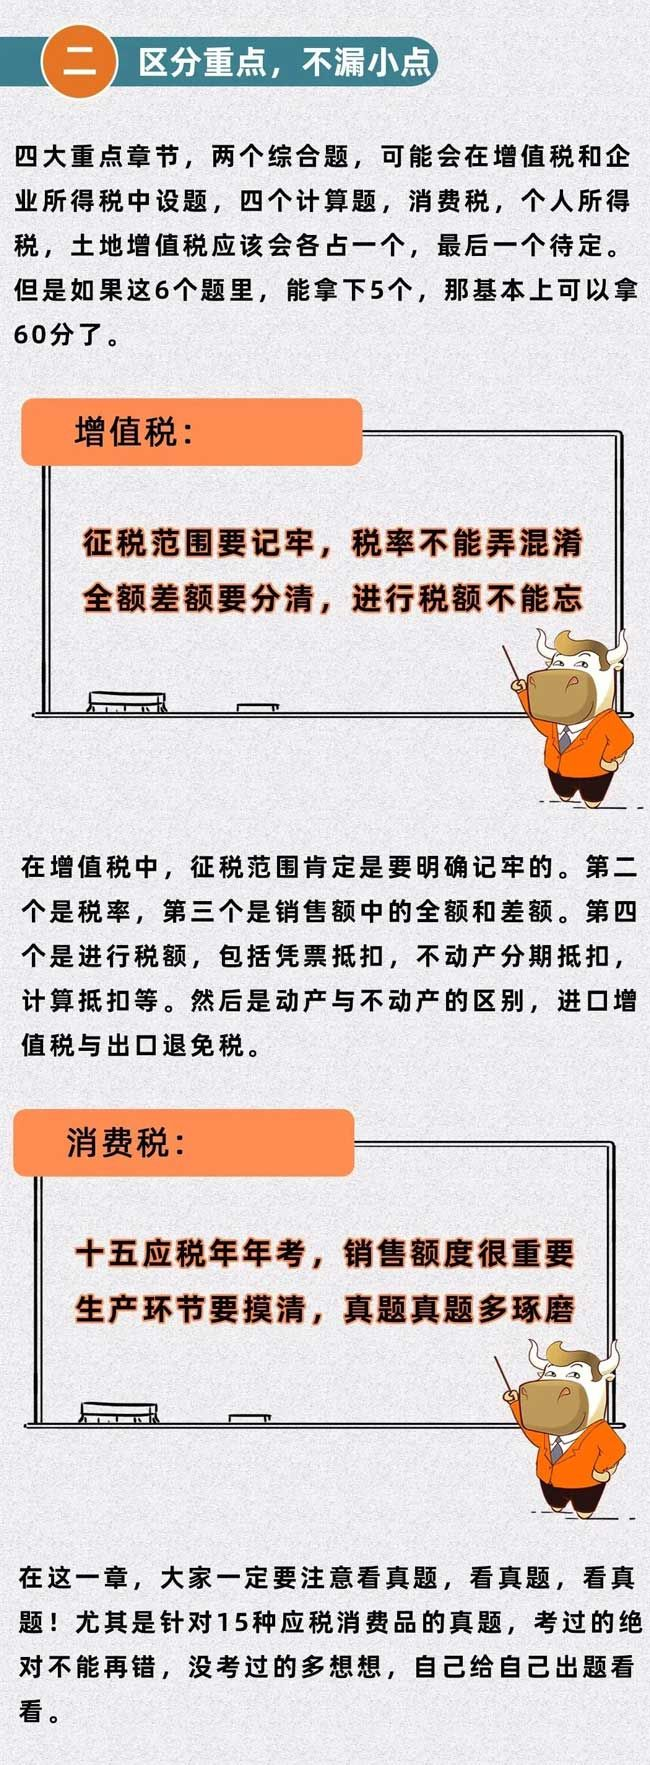 二
区分重点，不漏小点
四大重点章节，两个综合题，可能会在增值税和企
业所得税中设题，四个计算题，消费税，个人所得
税，土地增值税应该会各占一个，最后一个待定。
但是如果这6个题里，能拿下5个，那基本上可以拿
60分了。
增值税：
征税范围要记牢，税率不能弄混淆
全额差额要分清，进行税额不能忘
在增值税中，征税范围肯定是要明确记牢的。第二
个是税率，第三个是销售额中的全额和差额。第四
个是进行税额，包括凭票抵扣，不动产分期抵扣，
计算抵扣等。然后是动产与不动产的区别，进口增
值税与出口退免税。
消费税：
十五应税年年考，销售额度很重要
生产环节要摸清，真题真题多琢磨
在这一章，大家一定要注意看真题，看真题，看真
题！尤其是针对15种应税消费品的真题，考过的绝
对不能再错，没考过的多想想，自己给自己出题看
看。